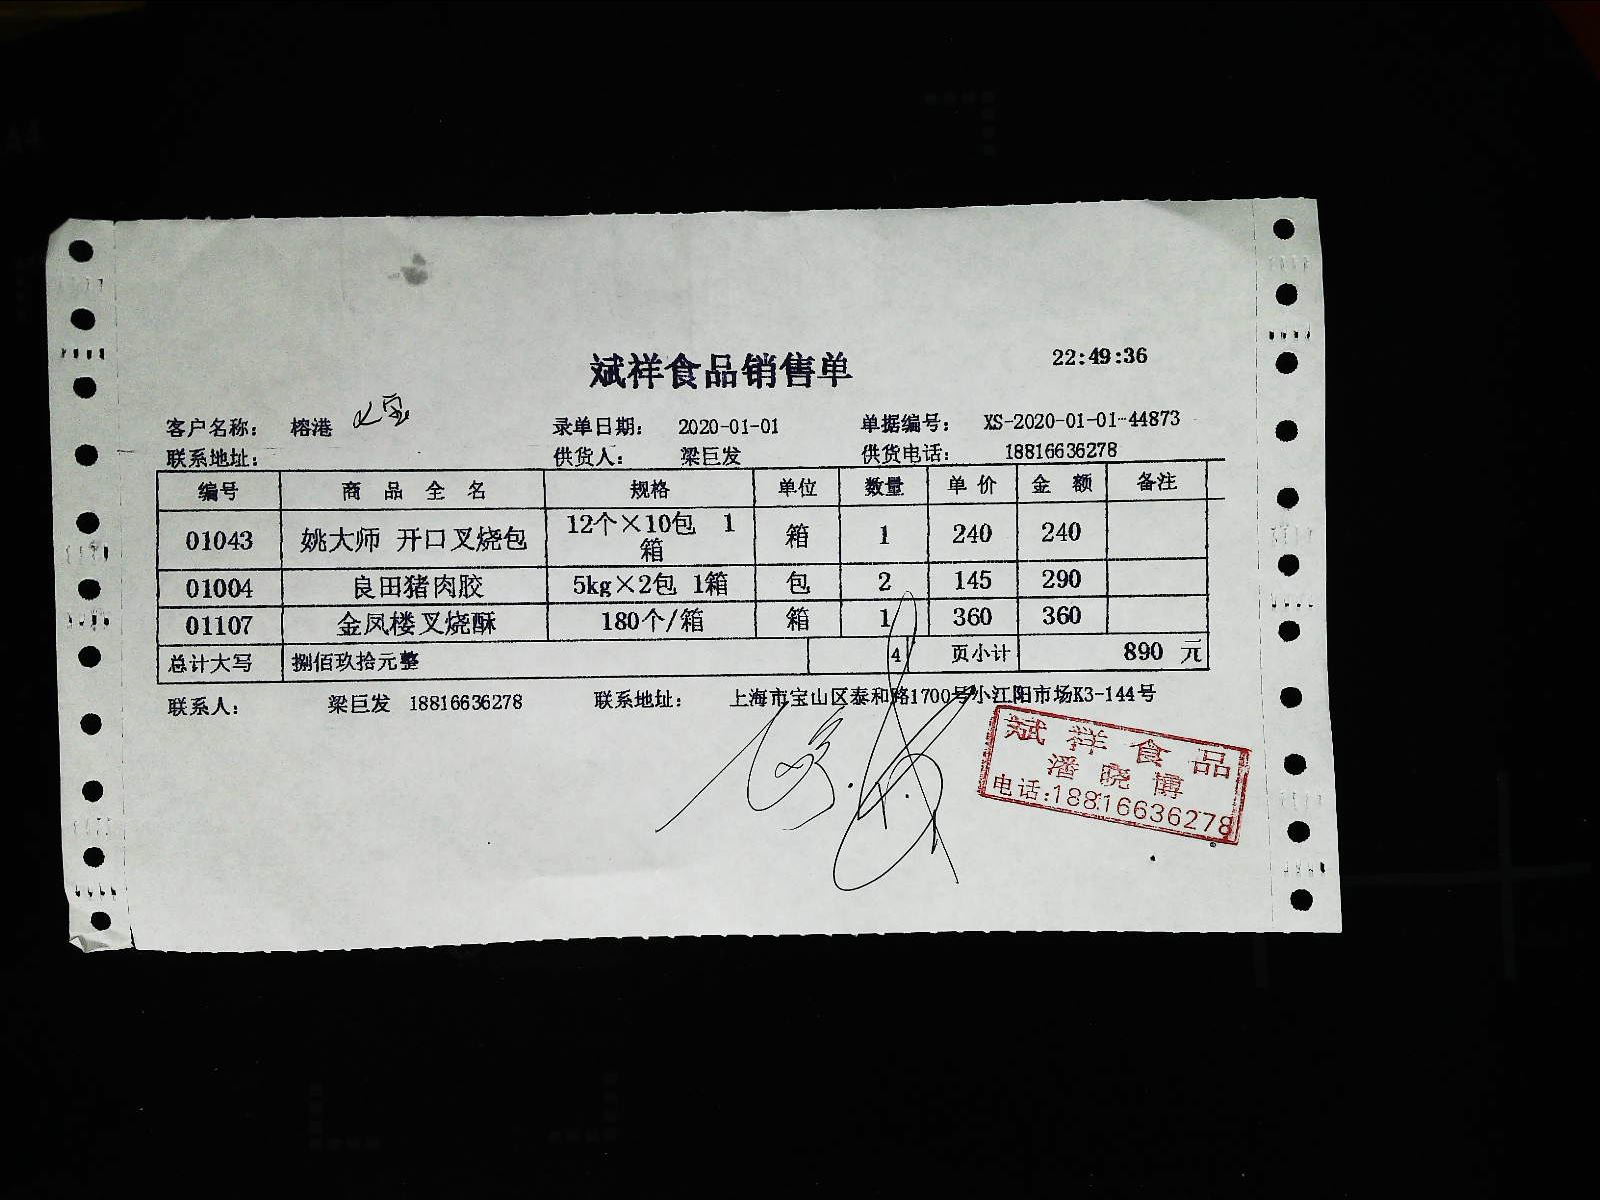 斌祥食品销售单 22:49:36
客户名称: 榕港 录单日期: 2020-01-01 单据编号: XS-2020-01-01-44873
联系地址: 供货人: 梁巨发 供货电话: 18816636278
编号 商品全名 规格 单位 数量 单价 金额 备注
01043 姚大师 开口叉烧包 12个×10包 1箱 箱 1 240 240
01004 良田猪肉胶 5kg×2包 1箱 包 2 145 290
01107 金凤楼叉烧酥 180个/箱 箱 1 360 360
总计大写 捌佰玖拾元整 4 页小计 890 元
联系人: 梁巨发 18816636278 联系地址: 上海市宝山区泰和路1700号小江阳市场K3-144号
斌祥食品
潘晓博
电话:18816636278